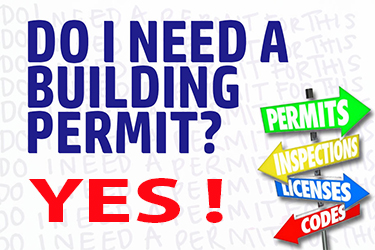 DO I NEED A
BUILDING
PERMIT?
YES !
PERMITS
INSPECTIONS
LICENSES
CODES